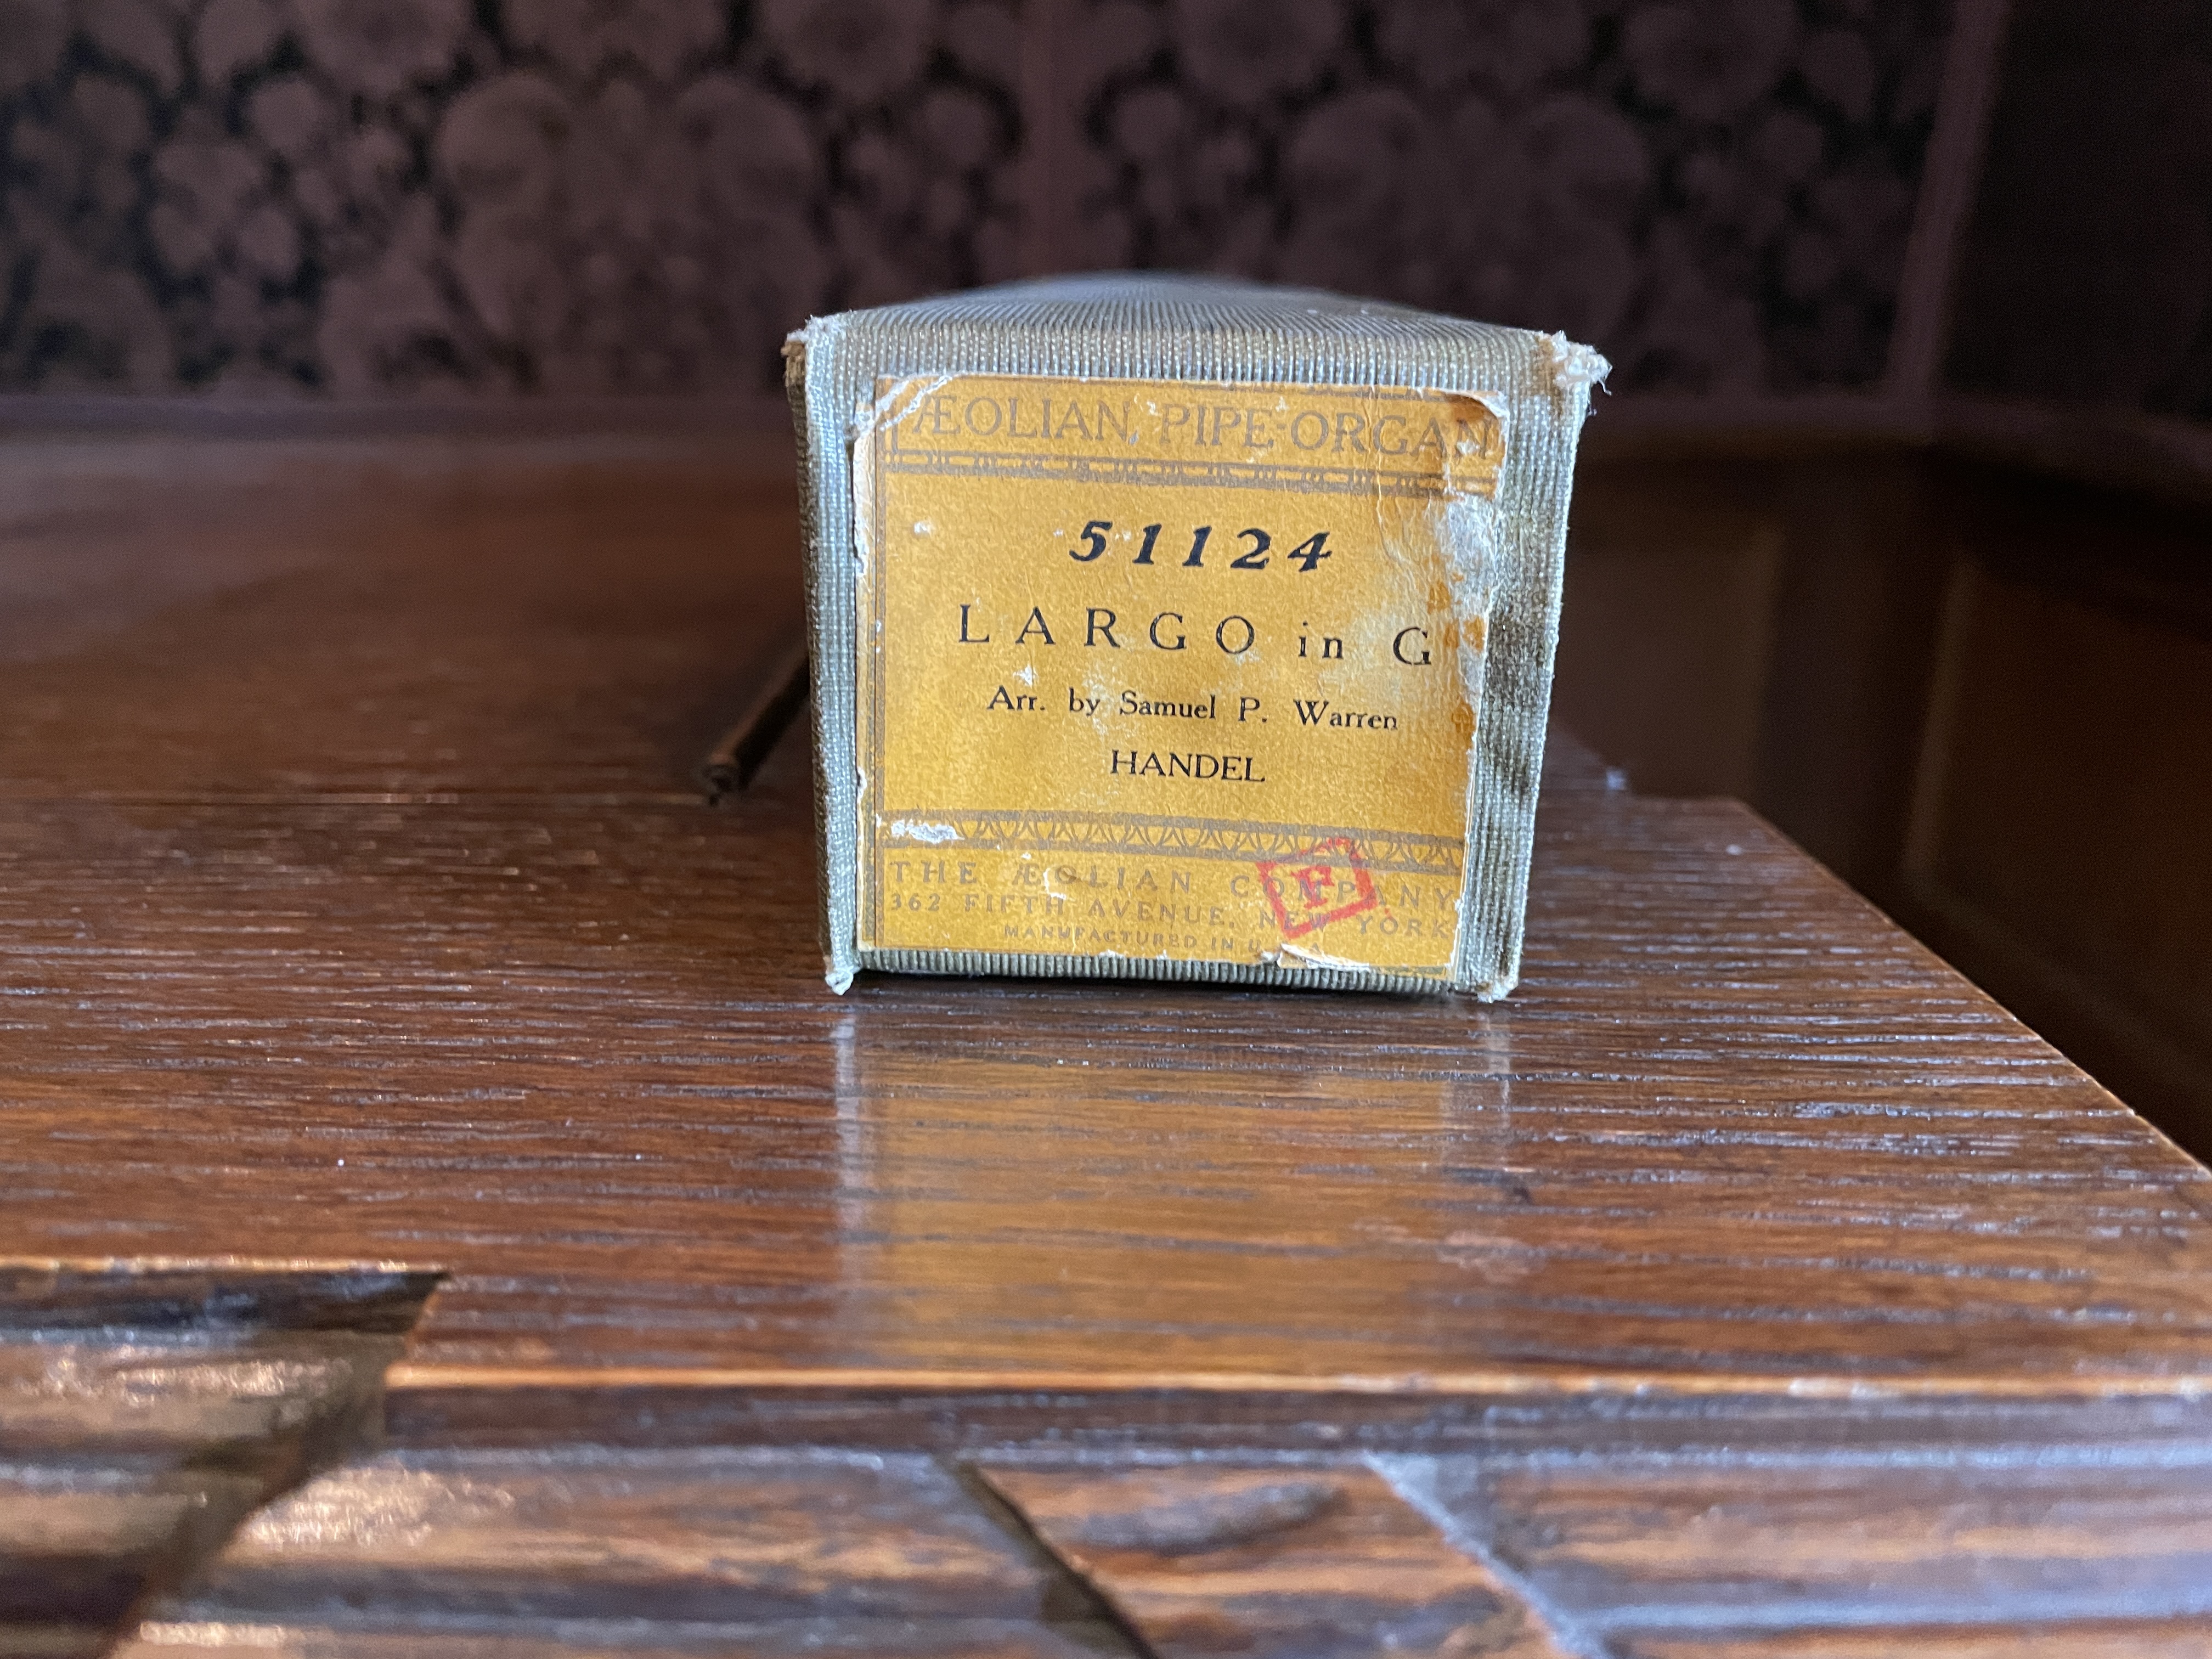 ÆOLIAN PIPE-ORGAN
51124
LARGO in G
Arr. by Samuel P. Warren
HANDEL
F
THE ÆOLIAN COMPANY
362 FIFTH AVENUE, NEW YORK
MANUFACTURED IN U.S.A